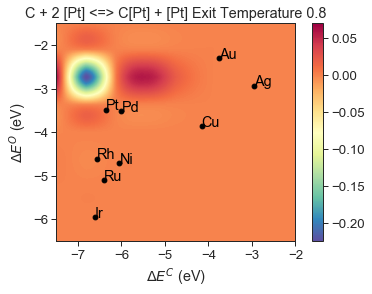 C + 2 [Pt] <=> C[Pt] + [Pt] Exit Temperature 0.8
ΔE^O (eV)
−2
−3
−4
−5
−6
Au
Ag
Pt
Pd
Cu
Rh
Ni
Ru
Ir
−7
−6
−5
−4
−3
−2
ΔE^C (eV)
0.05
0.00
−0.05
−0.10
−0.15
−0.20